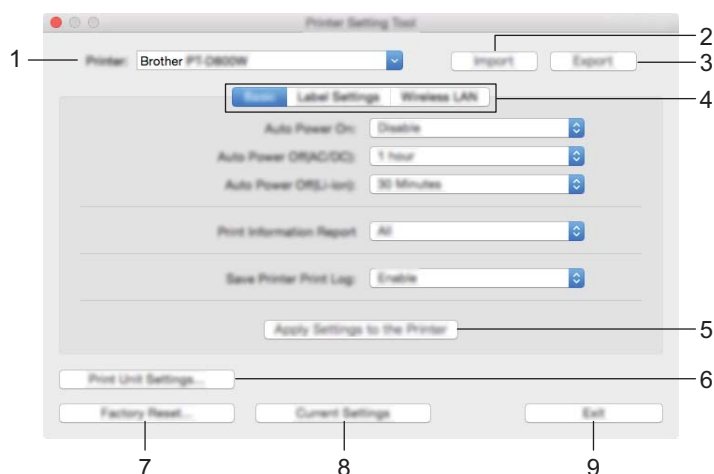 Printer Setting Tool
2
1
Printer:
Brother PT-D800W
Import
Export
3
Label Settings
Wireless LAN
4
Auto Power On:
Disable
Auto Power Off(AC/DC):
1 hour
Auto Power Off(Li-ion):
30 Minutes
Print Information Report
All
Save Printer Print Log:
Enable
Apply Settings to the Printer
5
Print Unit Settings...
6
Factory Reset...
Current Settings
Exit
7
8
9